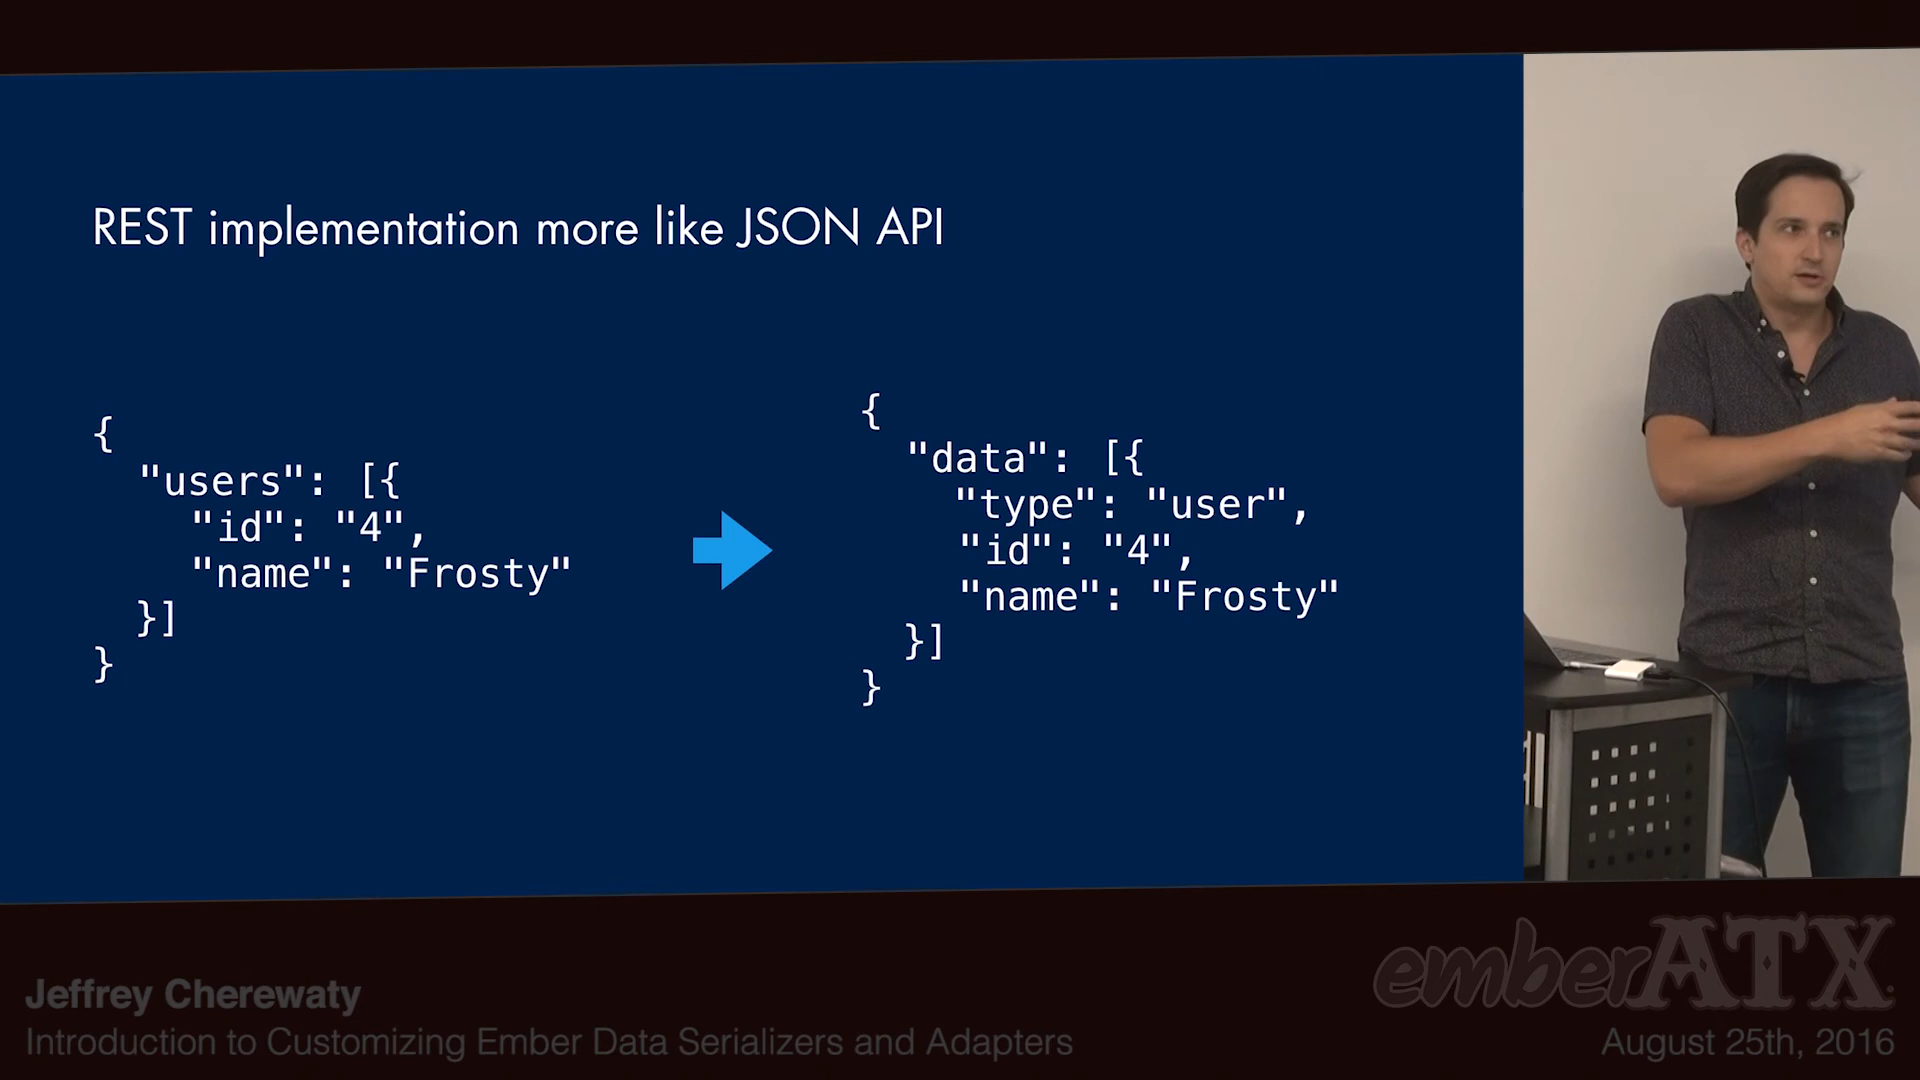 REST implementation more like JSON API
{
"users": [{
"id": "4",
"name": "Frosty"
}]
}
{
"data": [{
"type": "user",
"id": "4",
"name": "Frosty"
}]
}
emberATX
Jeffrey Cherewaty
Introduction to Customizing Ember Data Serializers and Adapters
August 25th, 2016